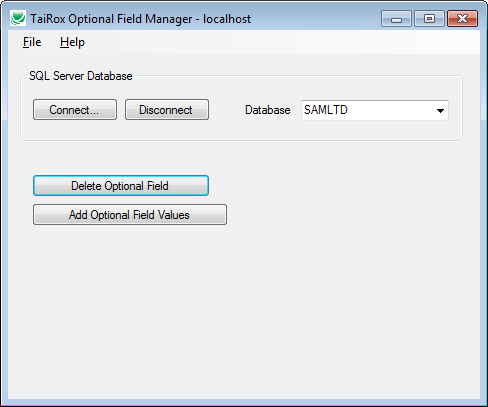 TaiRox Optional Field Manager - localhost
File Help
SQL Server Database
Connect... Disconnect Database SAMLTD
Delete Optional Field
Add Optional Field Values